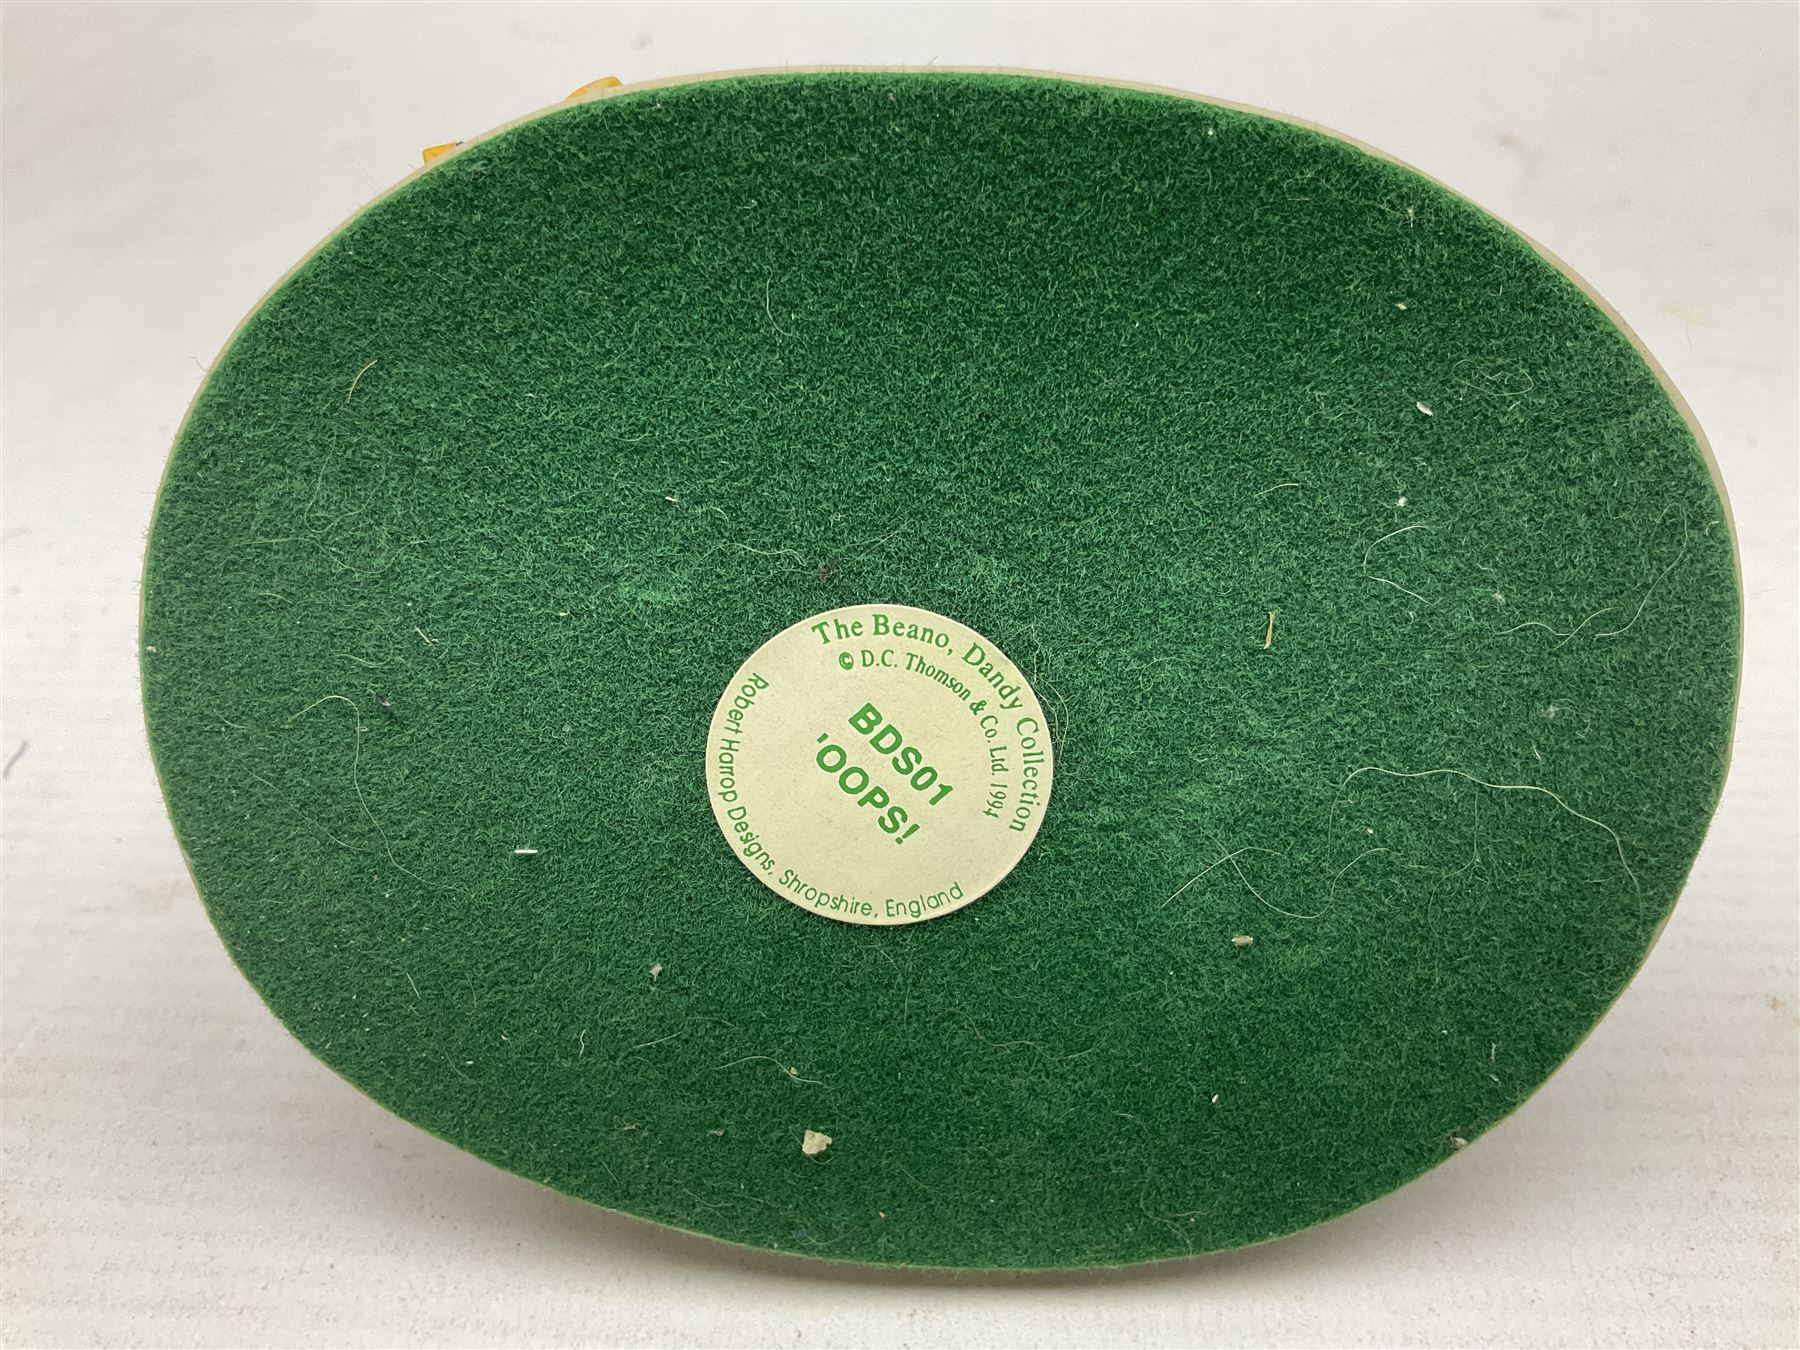 The Beano, Dandy Collection
© D.C. Thomson & Co. Ltd. 1994
BDS01
'OOPS!
Robert Harrop Designs, Shropshire, England